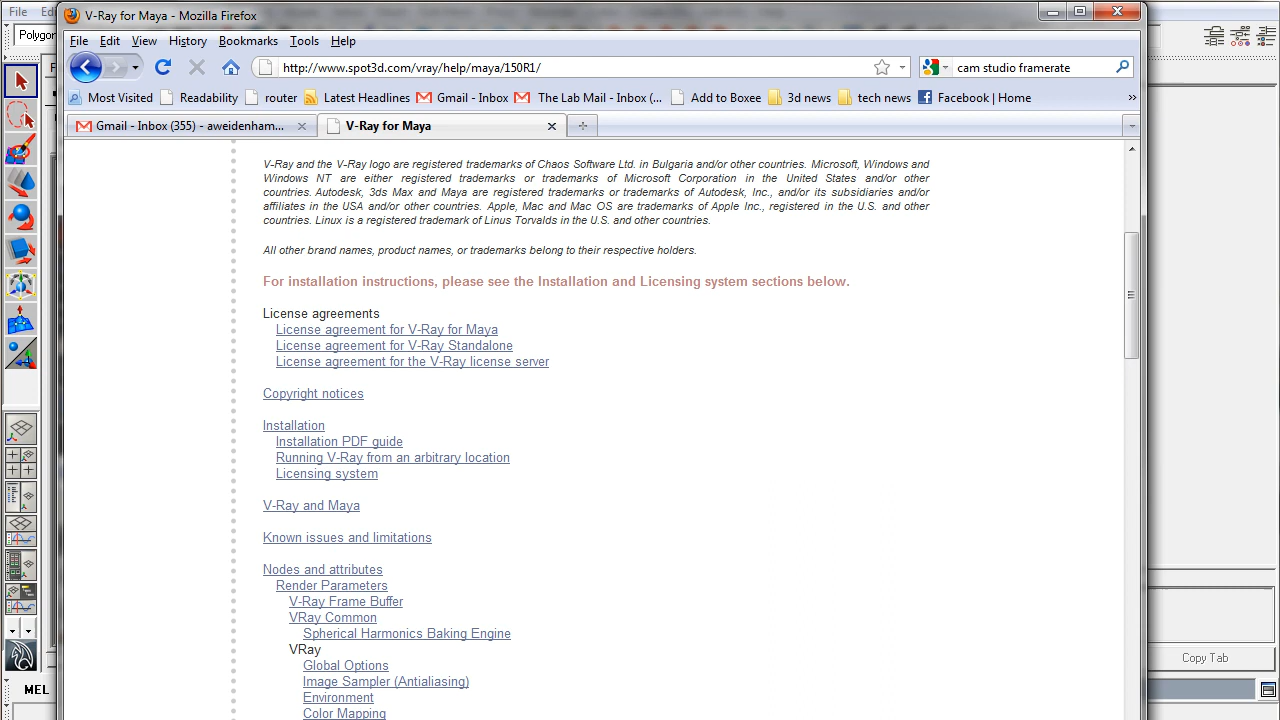 File Edi
V-Ray for Maya - Mozilla Firefox
Polygor
File Edit View History Bookmarks Tools Help
http://www.spot3d.com/vray/help/maya/150R1/
cam studio framerate
Most Visited Readability router Latest Headlines Gmail - Inbox The Lab Mail - Inbox (... Addictboxee 3d news tech news Facebook | Home
Gmail - Inbox (355) - aweidenham... V-Ray for Maya
V-Ray and the V-Ray logo are registered trademarks of Chaos Software Ltd. in Bulgaria and/or other countries. Microsoft, Windows and
Windows NT are either registered trademarks or trademarks of Microsoft Corporation in the United States and/or other
countries. Autodesk, 3ds Max and Maya are registered trademarks or trademarks of Autodesk, Inc., and/or its subsidiaries and/or
affiliates in the USA and/or other countries. Apple, Mac and Mac OS are trademarks of Apple Inc., registered in the U.S. and other
countries. Linux is a registered trademark of Linus Torvalds in the U.S. and other countries.
All other brand names, product names, or trademarks belong to their respective holders.
For installation instructions, please see the Installation and Licensing system sections below.
License agreements
License agreement for V-Ray for Maya
License agreement for V-Ray Standalone
License agreement for the V-Ray license server
Copyright notices
Installation
Installation PDF guide
Running V-Ray from an arbitrary location
Licensing system
V-Ray and Maya
Known issues and limitations
Nodes and attributes
Render Parameters
V-Ray Frame Buffer
VRay Common
Spherical Harmonics Baking Engine
VRay
Global Options
Copy Tab
Image Sampler (Antialiasing)
MEL
Environment
Color Mapping